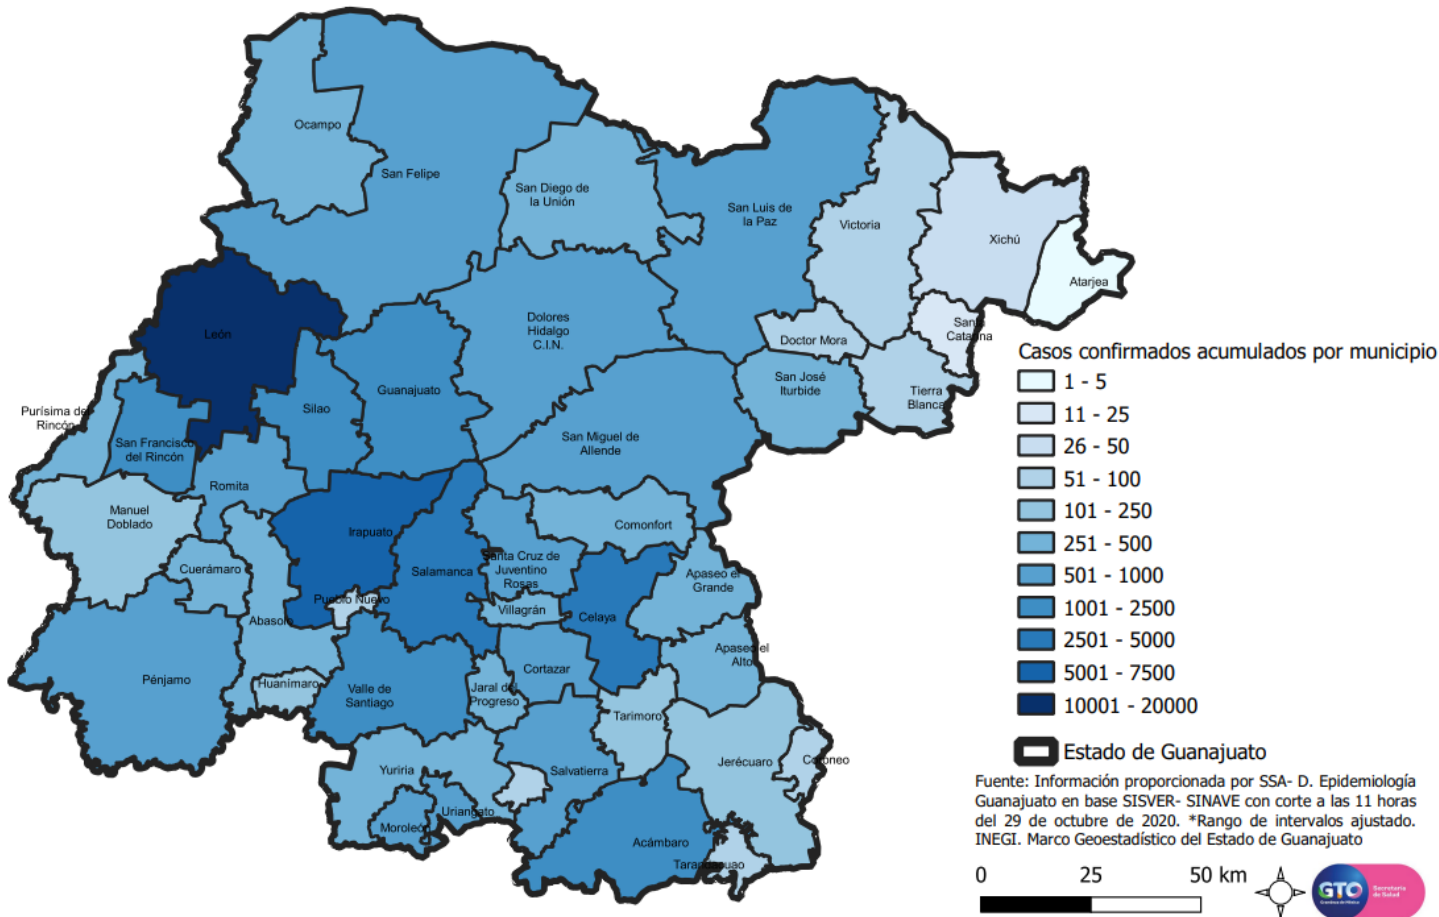 Ocampo
San Felipe
San Diego de
la Unión
San Luis de
la Paz
Victoria
Xichú
Atarjea
León
Dolores
Hidalgo
C.I.N.
Doctor Mora
Santa
Catarina
San José
Iturbide
Tierra
Blanca
Guanajuato
Silao
Purísima del
Rincón
San Francisco
del Rincón
San Miguel de
Allende
Romita
Manuel
Doblado
Irapuato
Comonfort
Cuerámaro
Salamanca
Santa Cruz de
Juventino
Rosas
Apaseo el
Grande
Pueblo Nuevo
Villagrán
Celaya
Abasolo
Apaseo el
Alto
Pénjamo
Huanímaro
Valle de
Santiago
Jaral del
Progreso
Cortazar
Tarimoro
Yuriria
Salvatierra
Jerécuaro
Coroneo
Uriangato
Moroleón
Acámbaro
Tarandacuao
Casos confirmados acumulados por municipio
1 - 5
11 - 25
26 - 50
51 - 100
101 - 250
251 - 500
501 - 1000
1001 - 2500
2501 - 5000
5001 - 7500
10001 - 20000
Estado de Guanajuato
Fuente: Información proporcionada por SSA- D. Epidemiología
Guanajuato en base SISVER- SINAVE con corte a las 11 horas
del 29 de octubre de 2020. *Rango de intervalos ajustado.
INEGI. Marco Geoestadístico del Estado de Guanajuato
0 25 50 km
GTO
Secretaría
de Salud